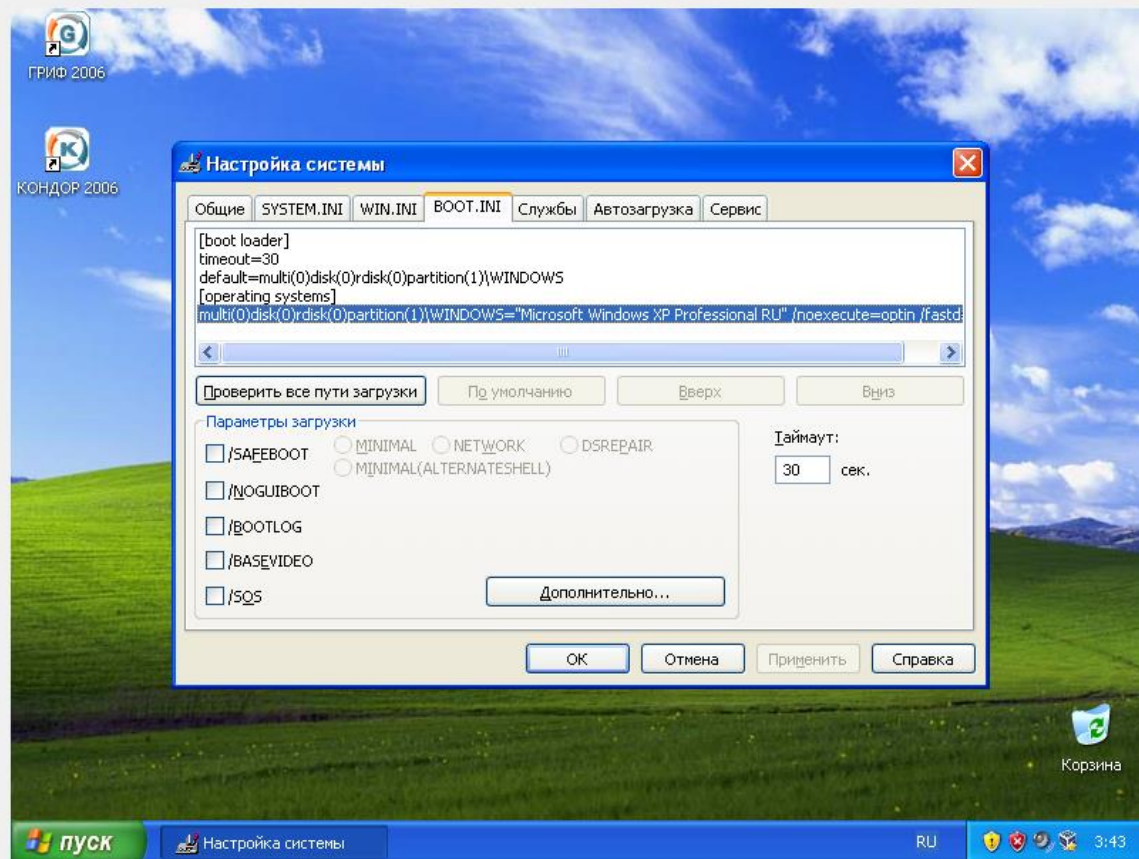 ГРИФ 2006
КОНДОР 2006
Настройка системы
Общие SYSTEM.INI WIN.INI BOOT.INI Службы Автозагрузка Сервис
[boot loader]
timeout=30
default=multi(0)disk(0)rdisk(0)partition(1)\WINDOWS
[operating systems]
multi(0)disk(0)rdisk(0)partition(1)\WINDOWS="Microsoft Windows XP Professional RU" /noexecute=optin /fastd
Проверить все пути загрузки По умолчанию Вверх Вниз
Параметры загрузки
Таймаут:
/SAFEBOOT MINIMAL NETWORK DSREPAIR
MINIMAL(ALTERNATESHELL)
30 сек.
/NOGUIBOOT
/BOOTLOG
/BASEVIDEO
/SOS
Дополнительно...
ОК Отмена Применить Справка
Корзина
пуск Настройка системы RU 3:43